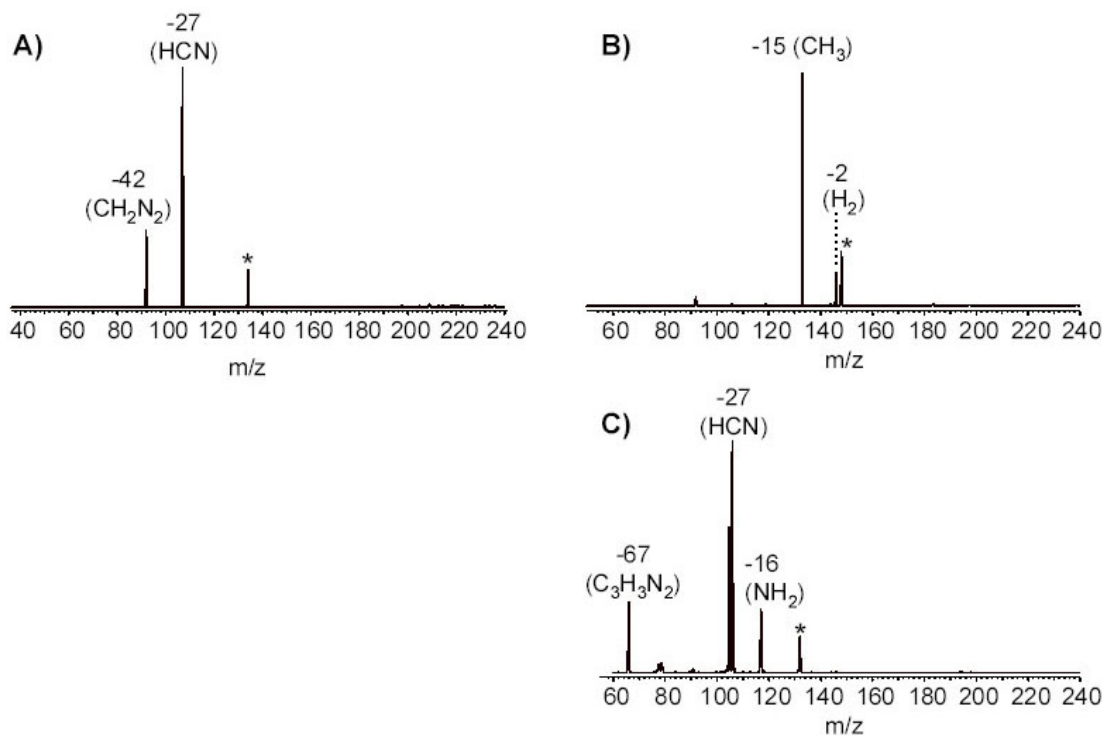 A)
-27
(HCN)
-42
(CH₂N₂)
*
40 60 80 100 120 140 160 180 200 220 240
m/z
B)
-15 (CH₃)
-2
(H₂)
*
60 80 100 120 140 160 180 200 220 240
m/z
C)
-27
(HCN)
-67
(C₃H₃N₂)
-16
(NH₂)
*
60 80 100 120 140 160 180 200 220 240
m/z